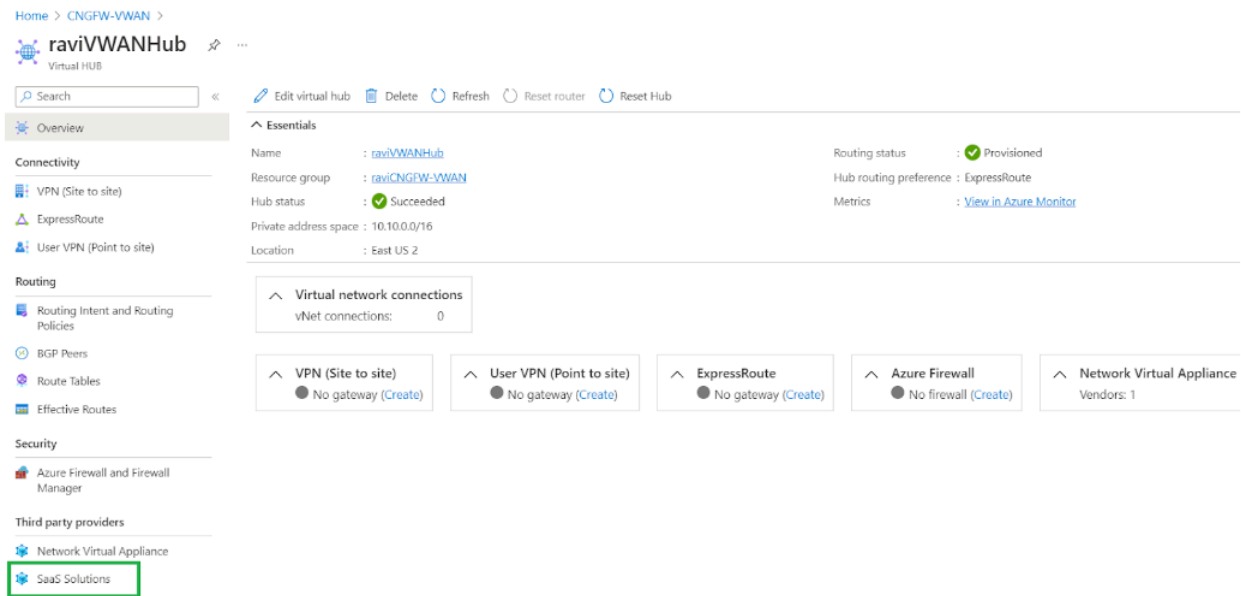 Home > CNGFW-VWAN >
raviVWANHub
Virtual HUB
Search
«
Edit virtual hub Delete Refresh Reset router Reset Hub
Overview
Connectivity
VPN (Site to site)
ExpressRoute
User VPN (Point to site)
Routing
Routing Intent and Routing
Policies
BGP Peers
Route Tables
Effective Routes
Security
Azure Firewall and Firewall
Manager
Third party providers
Network Virtual Appliance
SaaS Solutions
Essentials
Name : raviVWANHub
Resource group : raviCNGFW-VWAN
Hub status : Succeeded
Private address space : 10.10.0.0/16
Location : East US 2
Routing status : Provisioned
Hub routing preference : ExpressRoute
Metrics : View in Azure Monitor
Virtual network connections
vNet connections: 0
VPN (Site to site)
No gateway (Create)
User VPN (Point to site)
No gateway (Create)
ExpressRoute
No gateway (Create)
Azure Firewall
No firewall (Create)
Network Virtual Appliance
Vendors: 1